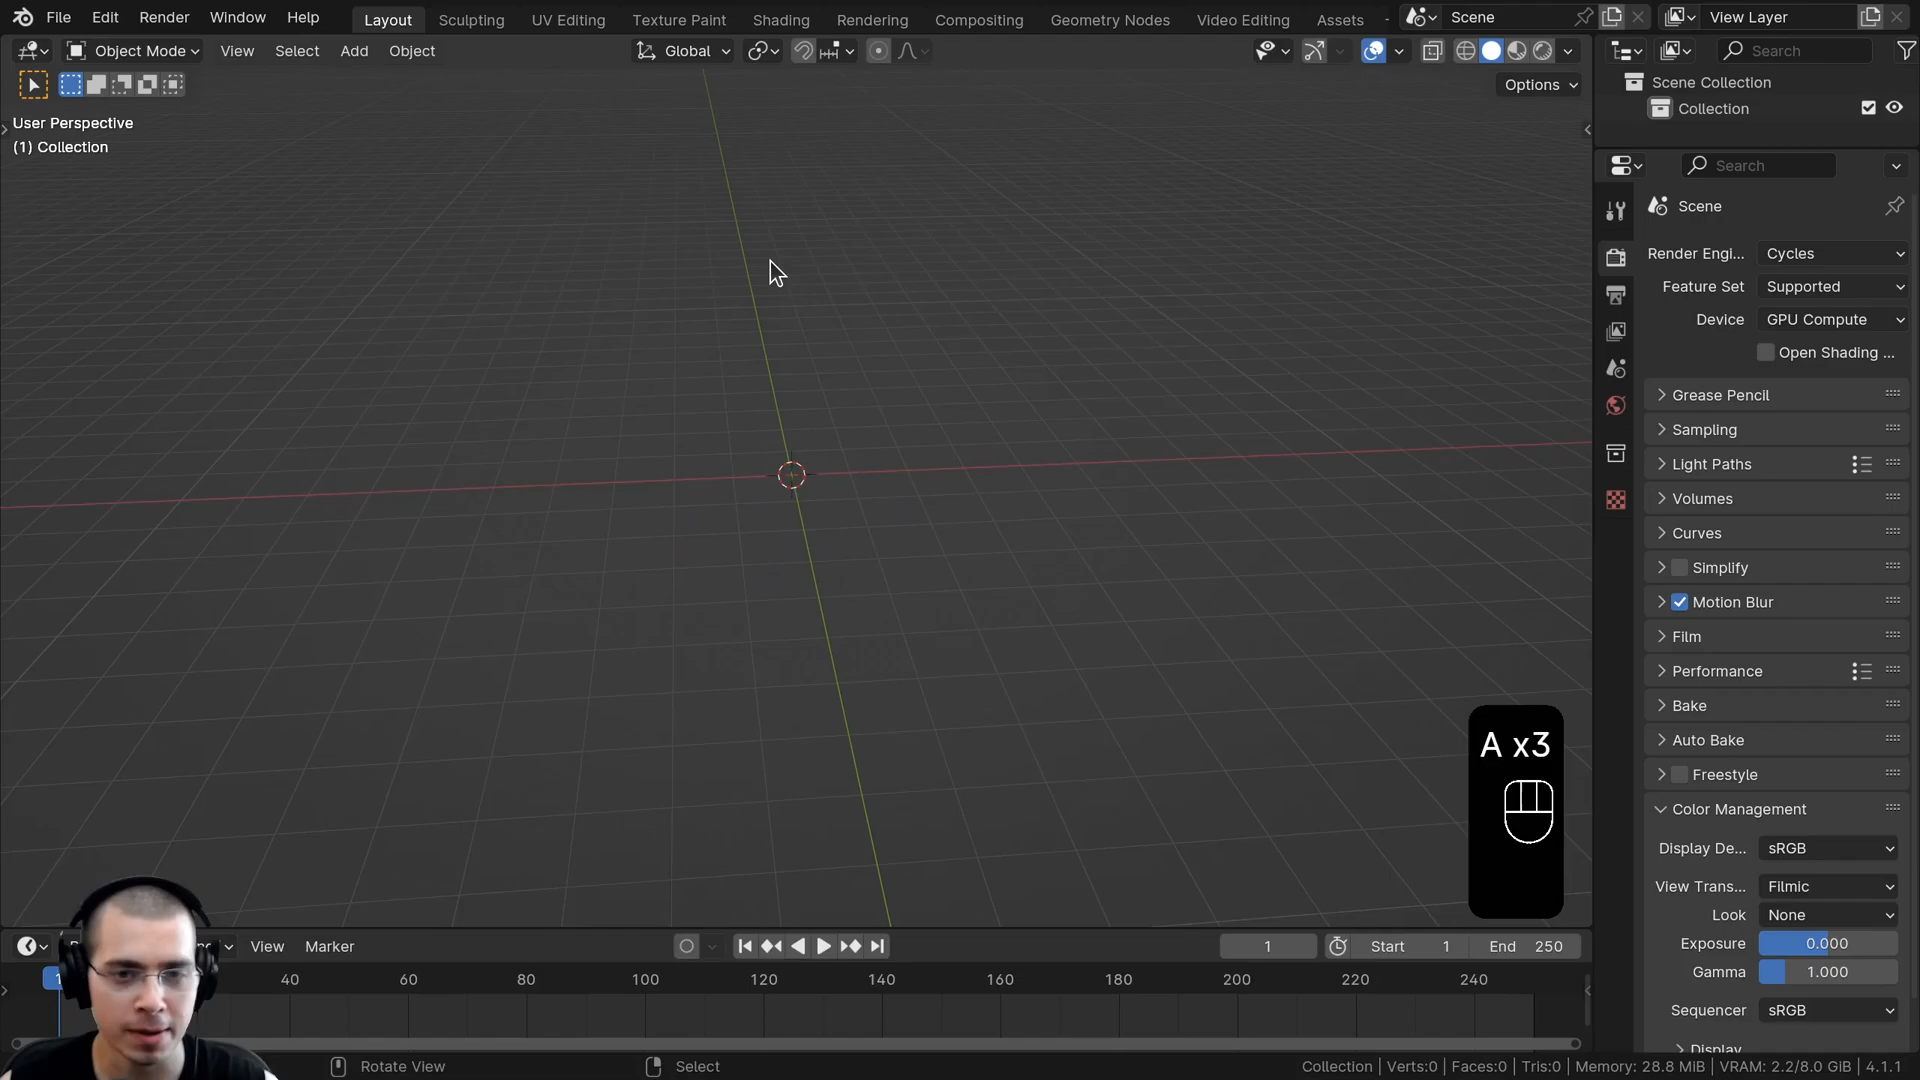 File Edit Render Window Help Layout Sculpting UV Editing Texture Paint Shading Rendering Compositing Geometry Nodes Video Editing Assets Scene View Layer
Object Mode View Select Add Object Global Search
Options
User Perspective
(1) Collection
Scene Collection
Collection
Search
Scene
Render Engi... Cycles
Feature Set Supported
Device GPU Compute
Open Shading ...
Grease Pencil
Sampling
Light Paths
Volumes
Curves
Simplify
Motion Blur
Film
Performance
Bake
Auto Bake
Freestyle
Color Management
Display De... sRGB
View Trans... Filmic
Look None
Exposure 0.000
Gamma 1.000
Sequencer sRGB
Display
A x3
View Marker 1 Start 1 End 250
1 40 60 80 100 120 140 160 180 200 220 240
Rotate View Select Collection | Verts:0 | Faces:0 | Tris:0 | Memory: 28.8 MiB | VRAM: 2.2/8.0 GiB | 4.1.1